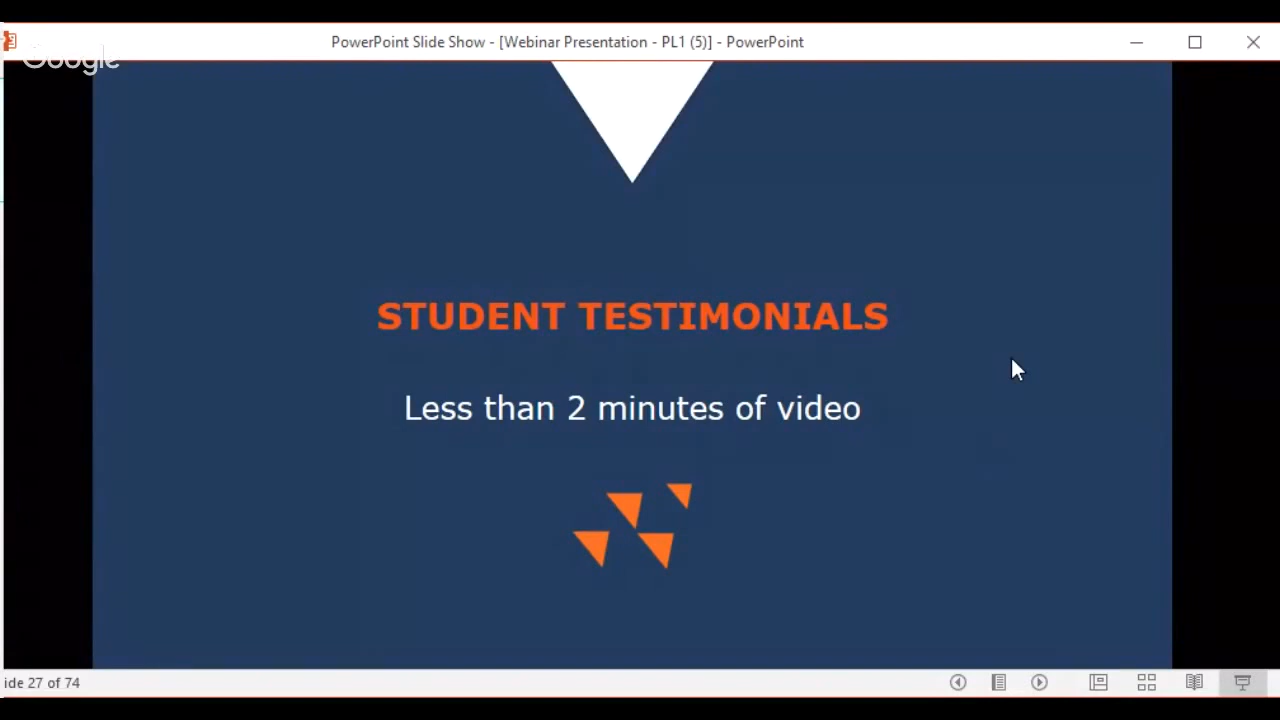 PowerPoint Slide Show - [Webinar Presentation - PL1 (5)] - PowerPoint
Google
STUDENT TESTIMONIALS
Less than 2 minutes of video
ide 27 of 74